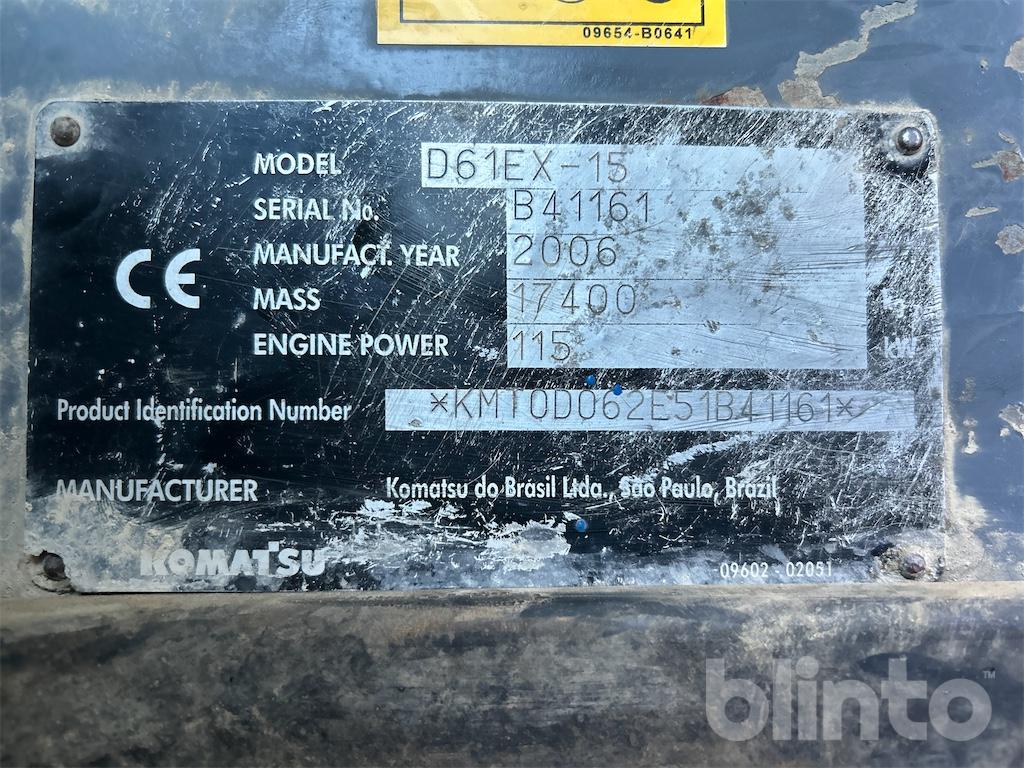 09654-B0641
MODEL D61EX-15
SERIAL No. B41161
MANUFACT. YEAR 2006
MASS 17400
ENGINE POWER 115 kW
CE
Product Identification Number *KMT0D062E51B41161*
MANUFACTURER Komatsu do Brasil Ltda., São Paulo, Brazil
KOMATSU 09602-02051
blinto™